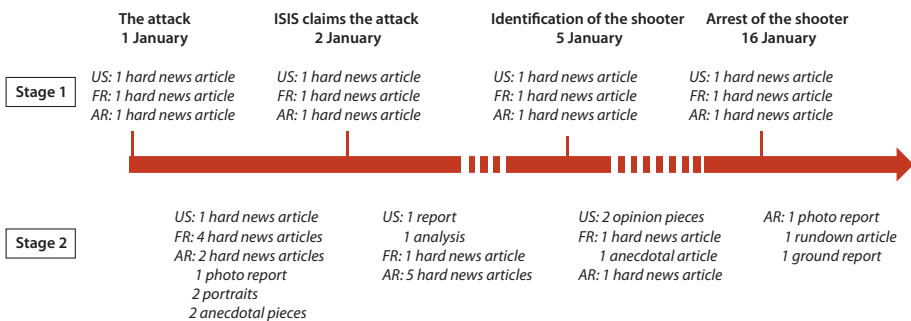 The attack
1 January
ISIS claims the attack
2 January
Identification of the shooter
5 January
Arrest of the shooter
16 January
Stage 1
US: 1 hard news article
FR: 1 hard news article
AR: 1 hard news article
US: 1 hard news article
FR: 1 hard news article
AR: 1 hard news article
US: 1 hard news article
FR: 1 hard news article
AR: 1 hard news article
US: 1 hard news article
FR: 1 hard news article
AR: 1 hard news article
Stage 2
US: 1 hard news article
FR: 4 hard news articles
AR: 2 hard news articles
1 photo report
2 portraits
2 anecdotal pieces
US: 1 report
1 analysis
FR: 1 hard news article
AR: 5 hard news articles
US: 2 opinion pieces
FR: 1 hard news article
1 anecdotal article
AR: 1 hard news article
AR: 1 photo report
1 rundown article
1 ground report